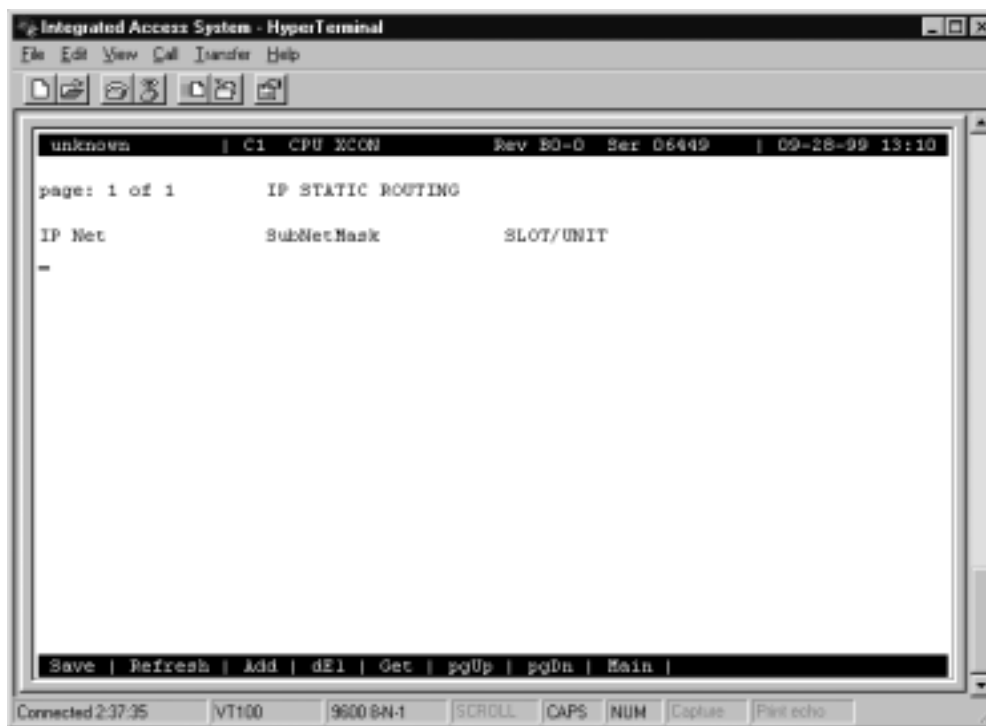 Integrated Access System - HyperTerminal
File Edit View Call Transfer Help
unknown | C1 CPU XCON Rev B0-0 Ser 06449 | 09-28-99 13:10
page: 1 of 1 IP STATIC ROUTING
IP Net SubNetMask SLOT/UNIT
Save | Refresh | Add | dEl | Get | pgUp | pgDn | Main |
Connected 2:37:35 VT100 9600 8-N-1 SCROLL CAPS NUM Capture Print echo